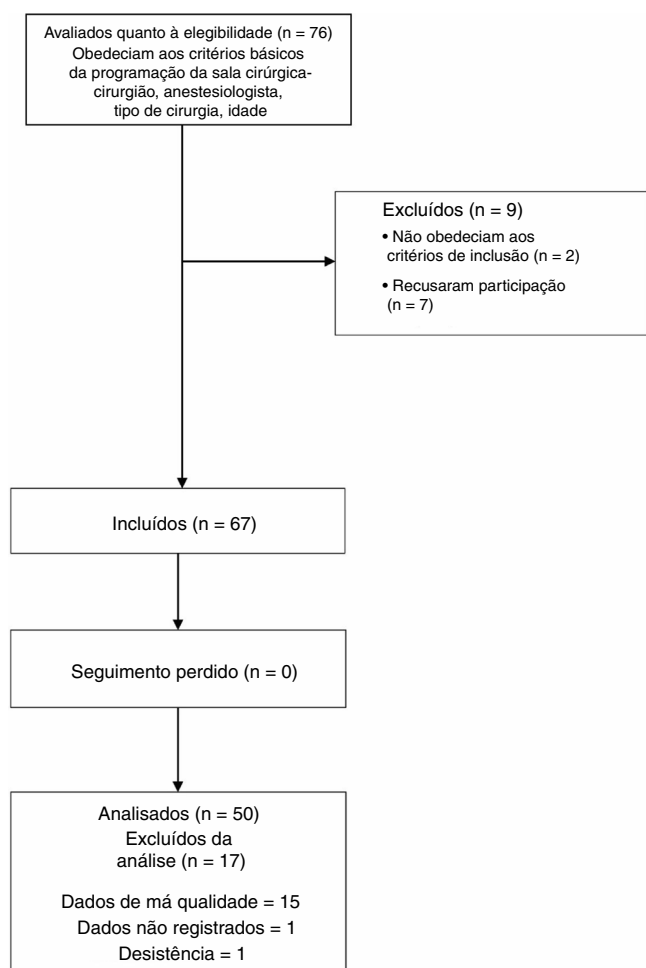 Avaliados quanto à elegibilidade (n = 76)
Obedeciam aos critérios básicos
da programação da sala cirúrgica-
cirurgião, anestesiologista,
tipo de cirurgia, idade
Excluídos (n = 9)
• Não obedeciam aos
critérios de inclusão (n = 2)
• Recusaram participação
(n = 7)
Incluídos (n = 67)
Seguimento perdido (n = 0)
Analisados (n = 50)
Excluídos da
análise (n = 17)
Dados de má qualidade = 15
Dados não registrados = 1
Desistência = 1